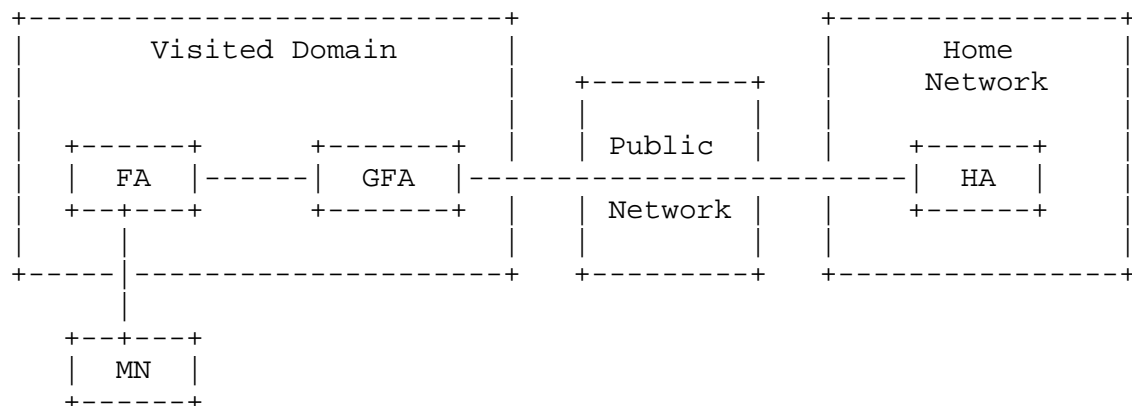 Visited Domain
Home
Network
Public
FA
GFA
HA
Network
MN